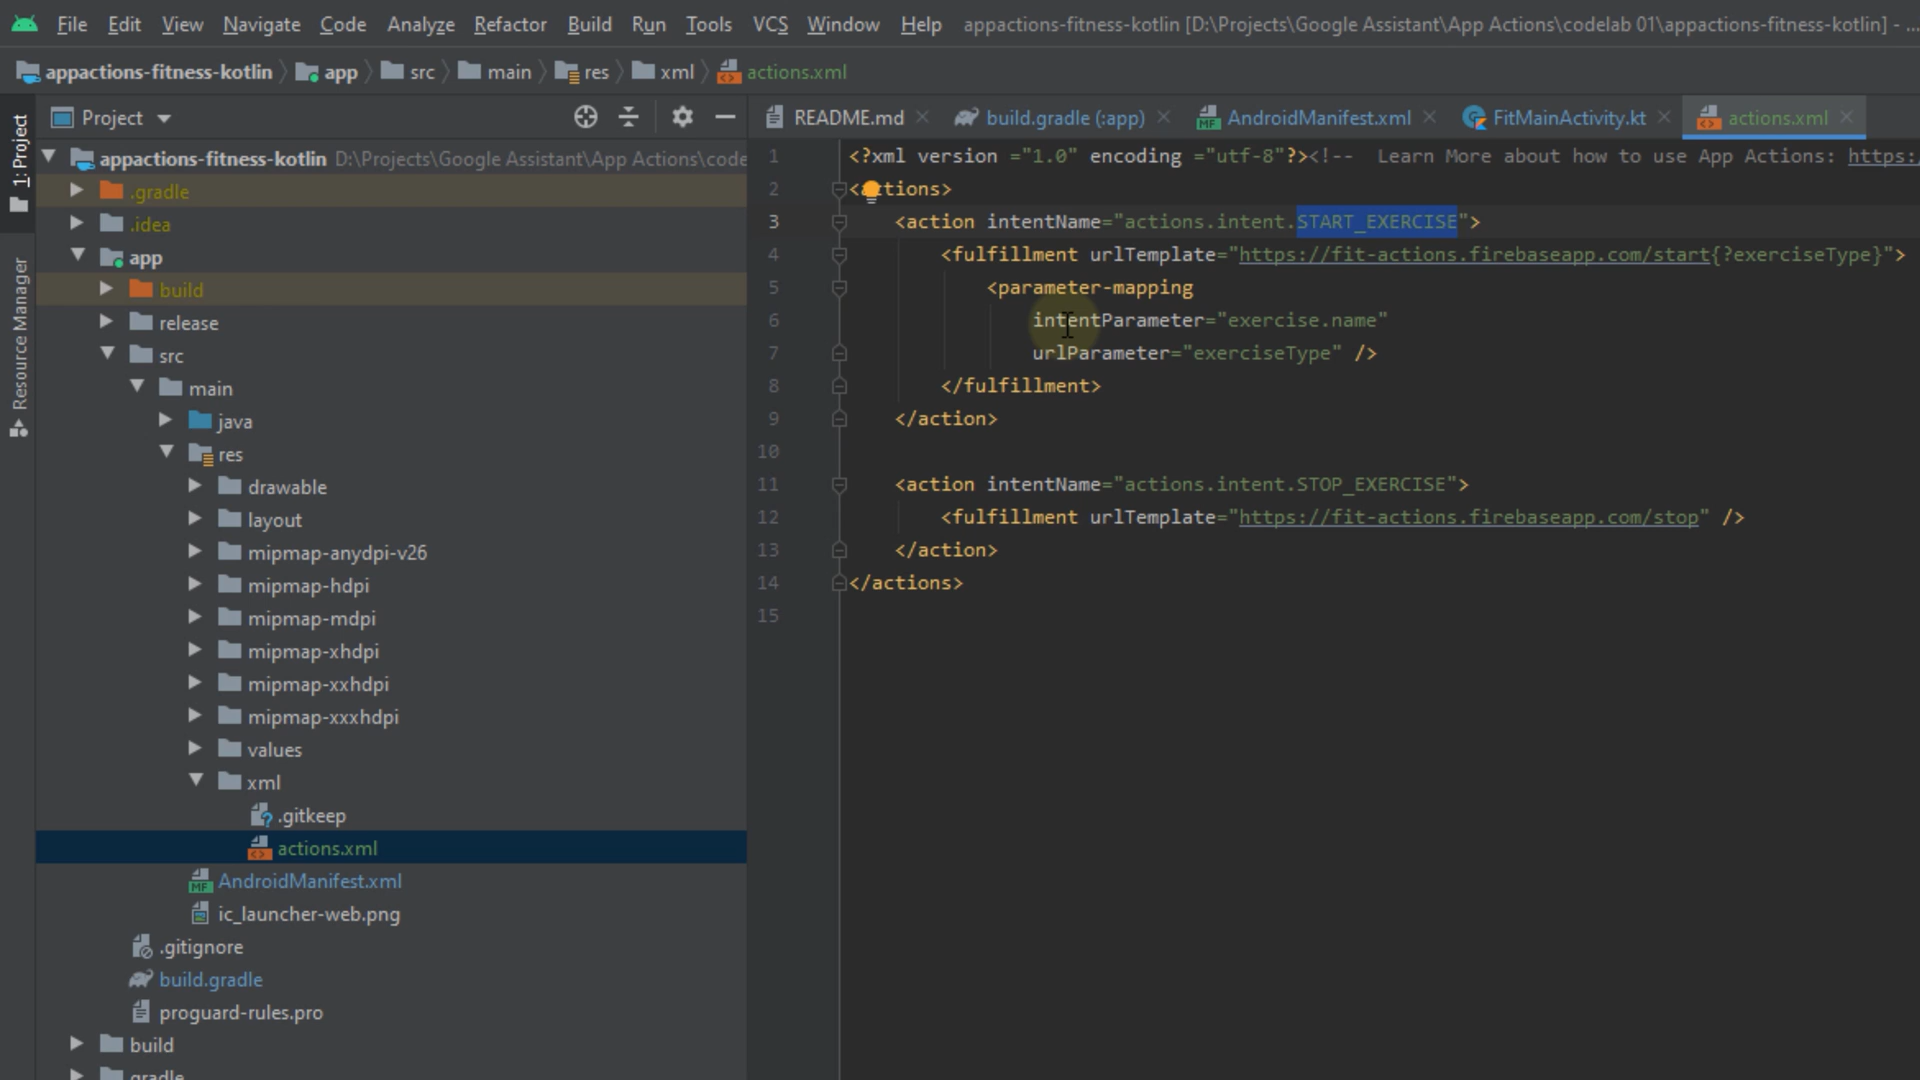 File Edit View Navigate Code Analyze Refactor Build Run Tools VCS Window Help appactions-fitness-kotlin [D:\Projects\Google Assistant\App Actions\codelab 01\appactions-fitness-kotlin] - ...
appactions-fitness-kotlin app src main res xml actions.xml
1: Project
Resource Manager
Project
appactions-fitness-kotlin D:\Projects\Google Assistant\App Actions\code
.gradle
.idea
app
build
release
src
main
java
res
drawable
layout
mipmap-anydpi-v26
mipmap-hdpi
mipmap-mdpi
mipmap-xhdpi
mipmap-xxhdpi
mipmap-xxxhdpi
values
xml
.gitkeep
actions.xml
AndroidManifest.xml
ic_launcher-web.png
.gitignore
build.gradle
proguard-rules.pro
build
gradle
README.md build.gradle (:app) AndroidManifest.xml FitMainActivity.kt actions.xml
1 <?xml version ="1.0" encoding ="utf-8"?><!-- Learn More about how to use App Actions: https:
2 <actions>
3 <action intentName="actions.intent.START_EXERCISE">
4 <fulfillment urlTemplate="https://fit-actions.firebaseapp.com/start{?exerciseType}">
5 <parameter-mapping
6 intentParameter="exercise.name"
7 urlParameter="exerciseType" />
8 </fulfillment>
9 </action>
10
11 <action intentName="actions.intent.STOP_EXERCISE">
12 <fulfillment urlTemplate="https://fit-actions.firebaseapp.com/stop" />
13 </action>
14 </actions>
15